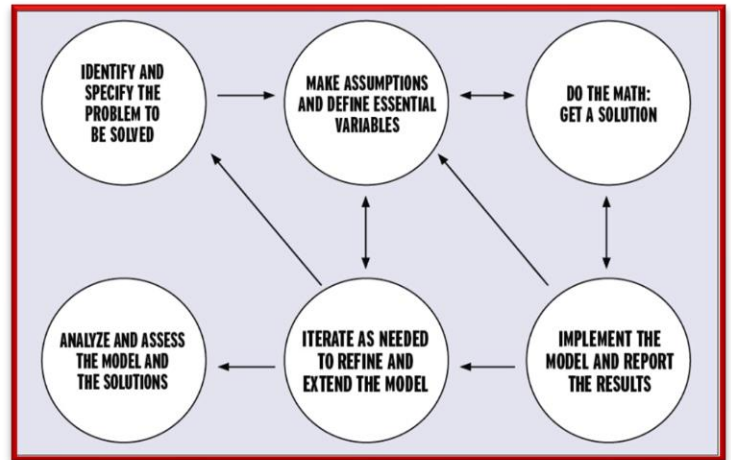 IDENTIFY AND
SPECIFY THE
PROBLEM TO
BE SOLVED
MAKE ASSUMPTIONS
AND DEFINE ESSENTIAL
VARIABLES
DO THE MATH:
GET A SOLUTION
ANALYZE AND ASSESS
THE MODEL AND
THE SOLUTIONS
ITERATE AS NEEDED
TO REFINE AND
EXTEND THE MODEL
IMPLEMENT THE
MODEL AND REPORT
THE RESULTS